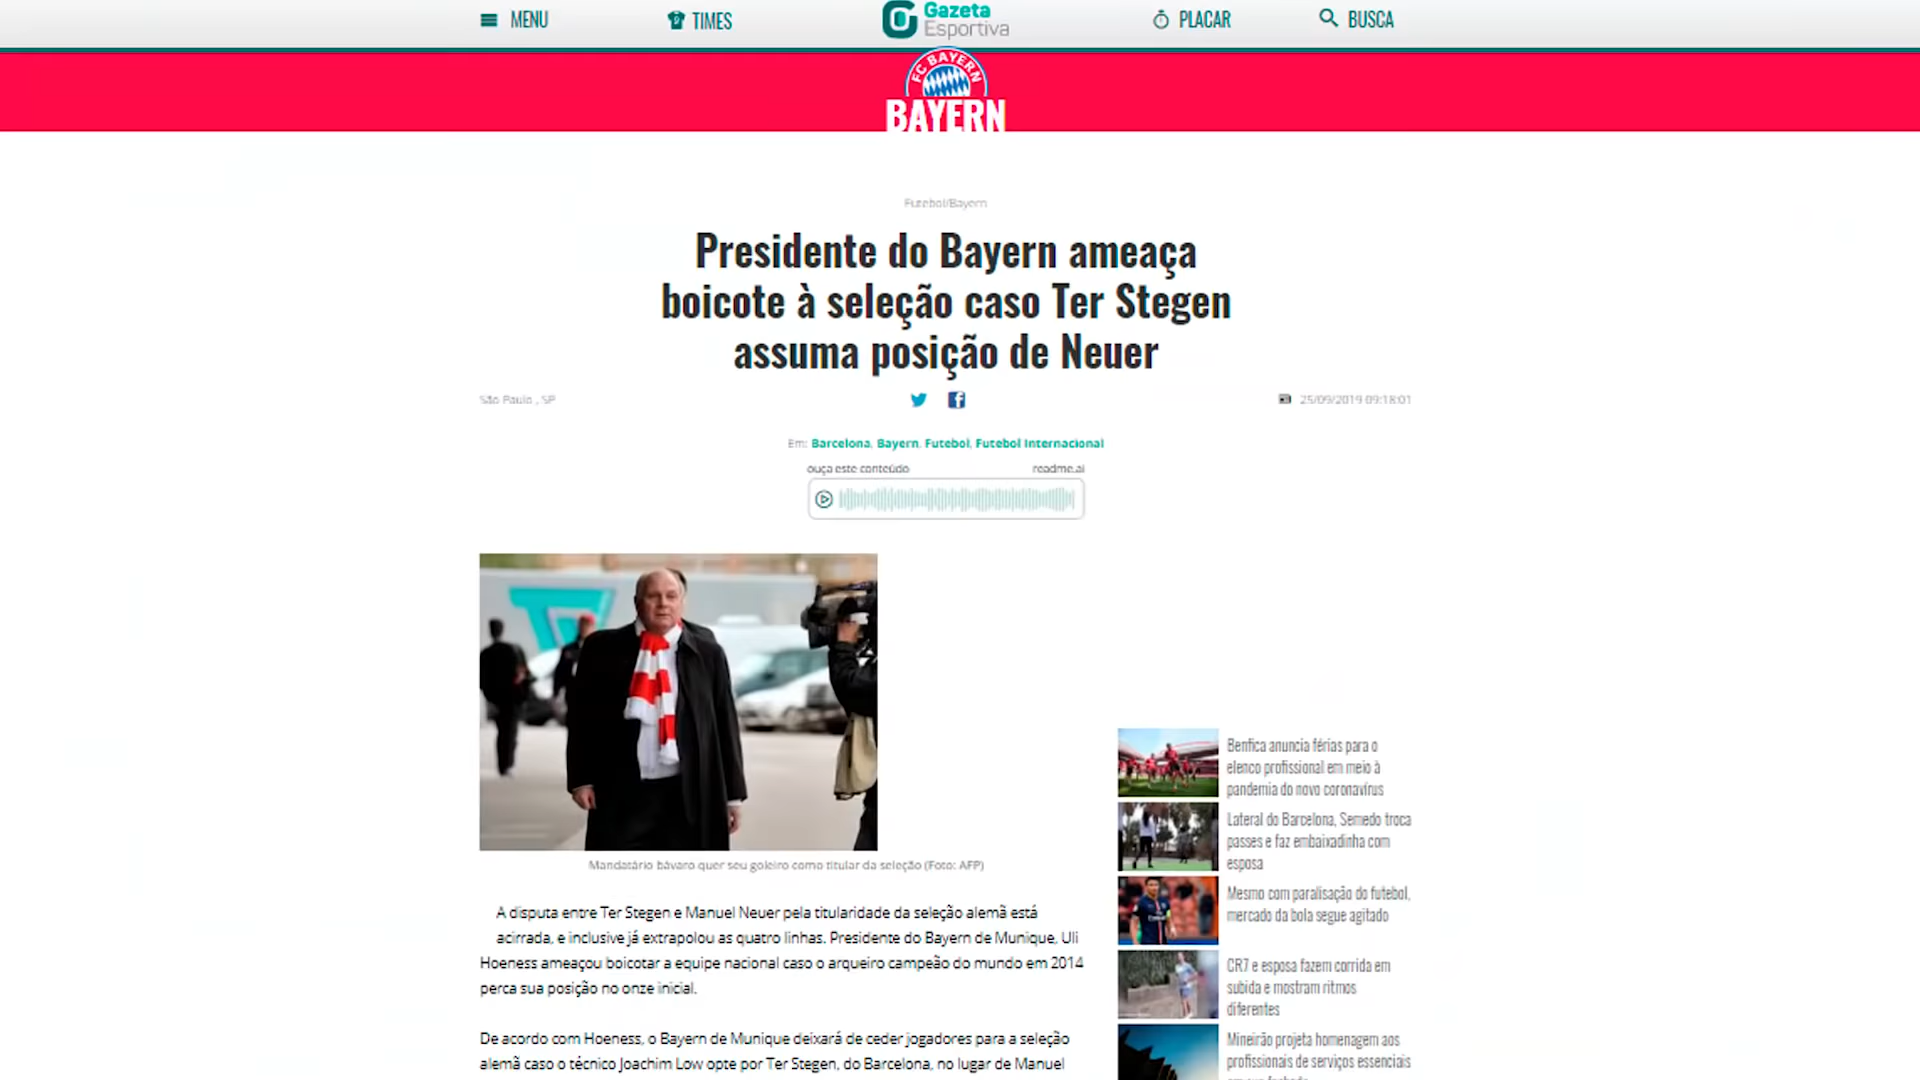 MENU
TIMES
Gazeta
Esportiva
PLACAR
BUSCA
FC BAYERN
BAYERN
Futebol/Bayern
Presidente do Bayern ameaça
boicote à seleção caso Ter Stegen
assuma posição de Neuer
São Paulo , SP
25/09/2019 09:18:01
Em: Barcelona, Bayern, Futebol, Futebol Internacional
ouça este conteúdo
readme.ai
Mandatário bávaro quer seu goleiro como titular da seleção (Foto: AFP)
A disputa entre Ter Stegen e Manuel Neuer pela titularidade da seleção alemã está
acirrada, e inclusive já extrapolou as quatro linhas. Presidente do Bayern de Munique, Uli
Hoeness ameaçou boicotar a equipe nacional caso o arqueiro campeão do mundo em 2014
perca sua posição no onze inicial.
De acordo com Hoeness, o Bayern de Munique deixará de ceder jogadores para a seleção
alemã caso o técnico Joachim Low opte por Ter Stegen, do Barcelona, no lugar de Manuel
Benfica anuncia férias para o
elenco profissional em meio à
pandemia do novo coronavírus
Lateral do Barcelona, Semedo troca
passes e faz embaixadinha com
esposa
Mesmo com paralisação do futebol,
mercado da bola segue agitado
CR7 e esposa fazem corrida em
subida e mostram ritmos
diferentes
Mineirão projeta homenagem aos
profissionais de serviços essenciais
em sua fachada